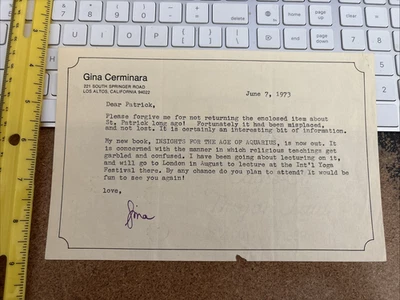 Gina Cerminara
221 SOUTH SPRINGER ROAD
LOS ALTOS, CALIFORNIA 94022
June 7, 1973
Dear Patrick,
Please forgive me for not returning the enclosed item about
St. Patrick long ago! Fortunately it had been misplaced,
and not lost. It is certainly an interesting bit of information.
My new book, INSIGHTS FOR THE AGE OF AQUARIUS, is now out. It
is concerned with the manner in which religious teachings get
garbled and confused. I have been going about lecturing on it,
and will go to London in August to lecture at the Int'l Yoga
Festival there. By any chance do you plan to attend? It would be
fun to see you again!
love,
Gina